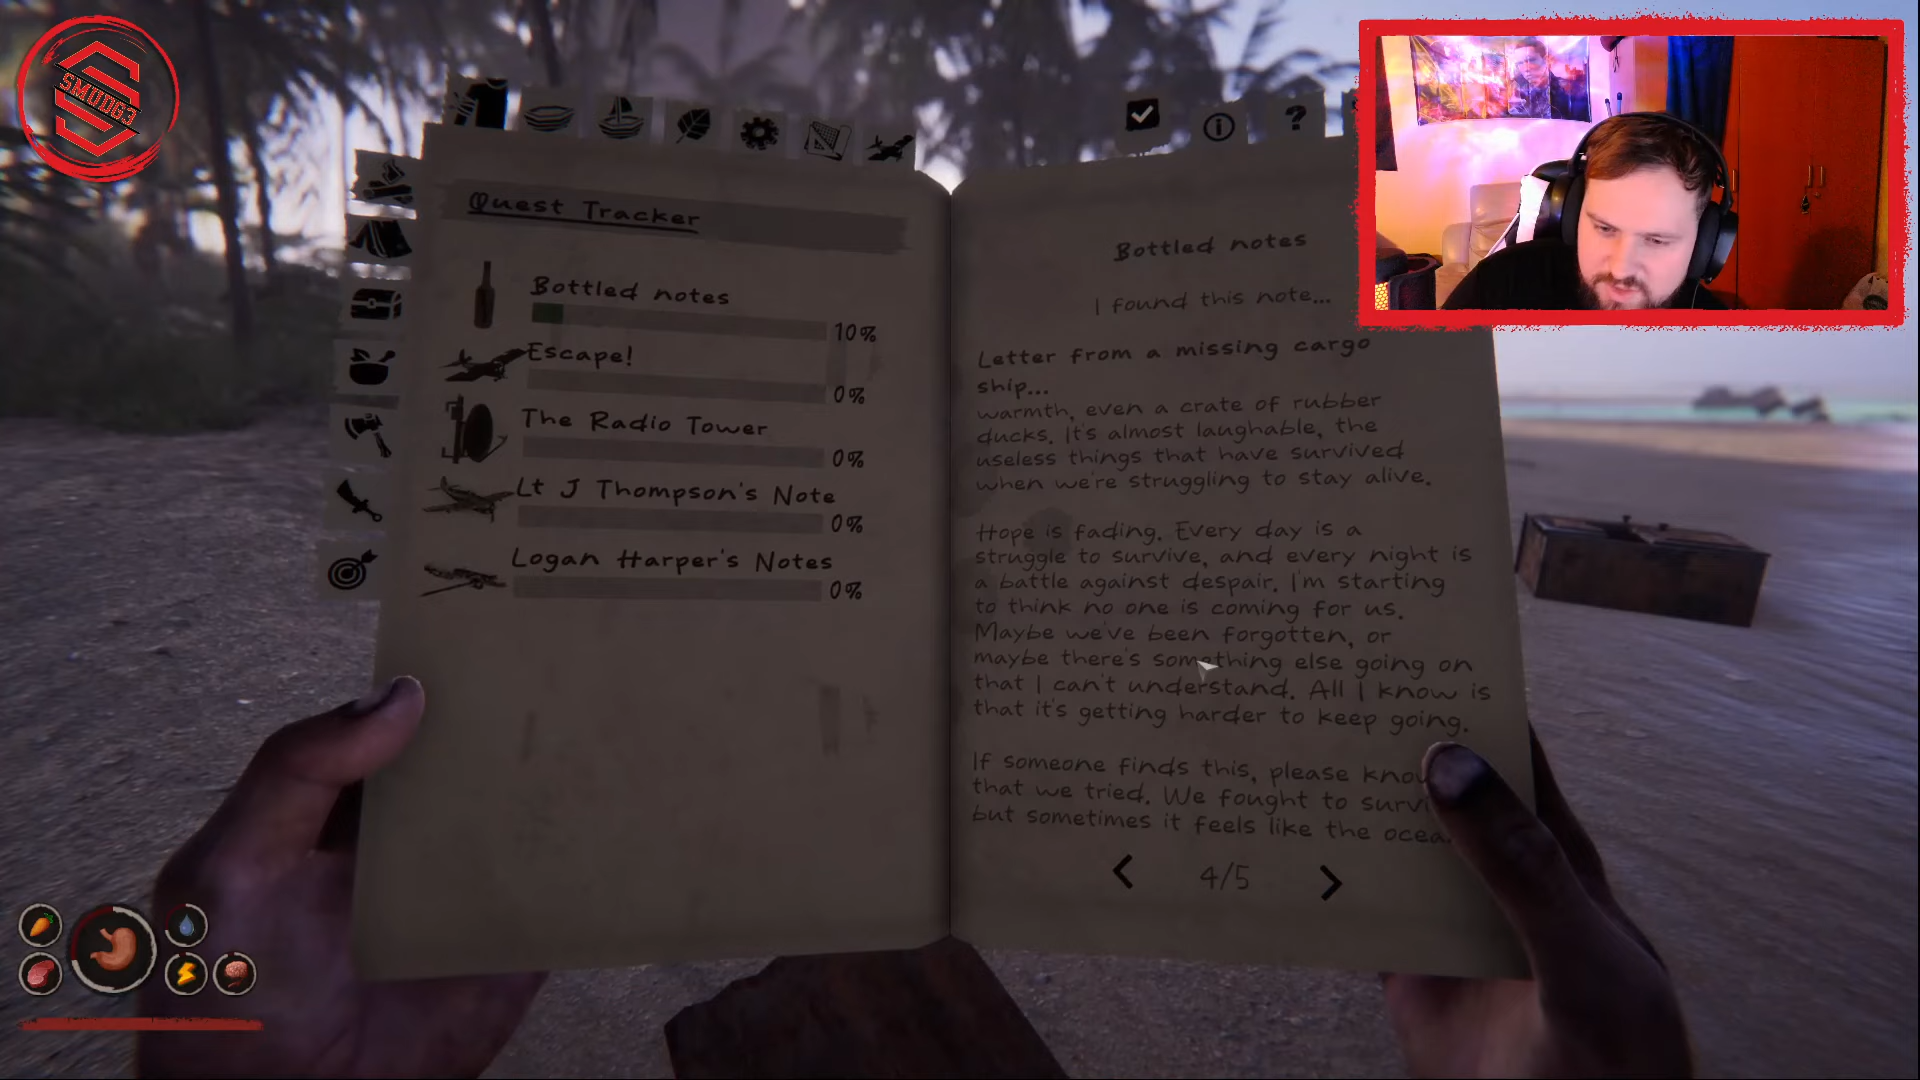 SMUDG3
Quest Tracker
Bottled notes
10%
Escape!
0%
The Radio Tower
0%
Lt J Thompson's Note
0%
Logan Harper's Notes
0%
Bottled notes
I found this note...
Letter from a missing cargo
ship...
warmth, even a crate of rubber
ducks. It's almost laughable, the
useless things that have survived
when we're struggling to stay alive.
Hope is fading. Every day is a
struggle to survive, and every night is
a battle against despair. I'm starting
to think no one is coming for us.
Maybe we've been forgotten, or
maybe there's something else going on
that I can't understand. All I know is
that it's getting harder to keep going.
If someone finds this, please know
that we tried. We fought to survi
but sometimes it feels like the ocea
< 4/5 >